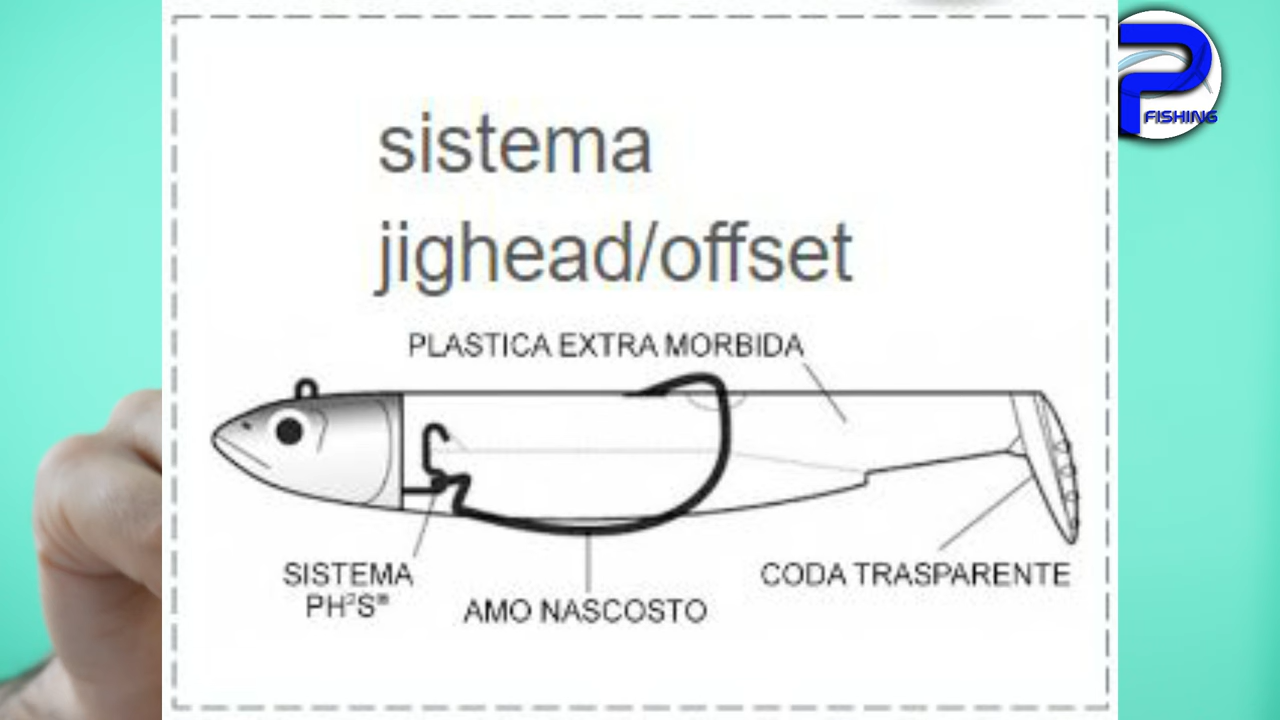 FISHING
sistema
jighead/offset
PLASTICA EXTRA MORBIDA
SISTEMA
PH²S®
AMO NASCOSTO
CODA TRASPARENTE